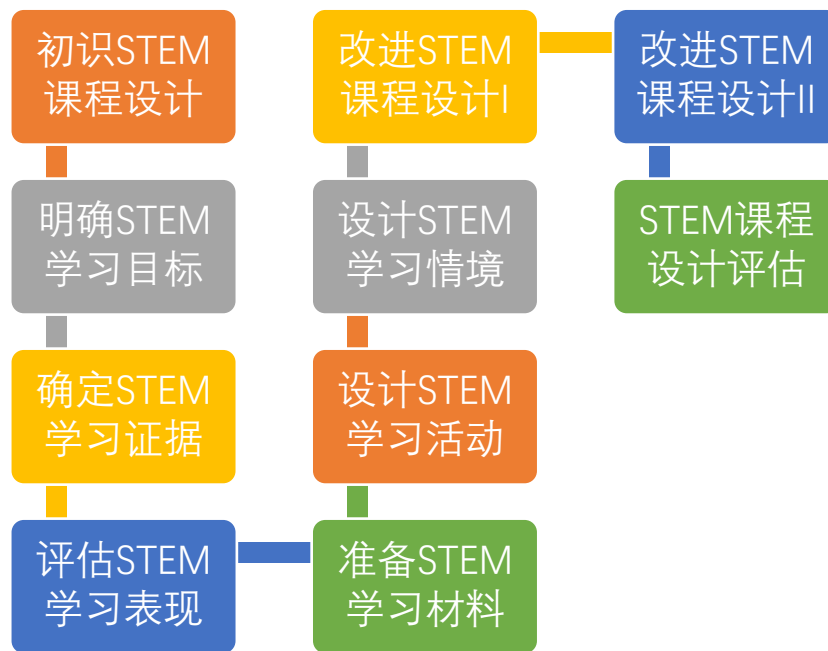 初识STEM
课程设计
明确STEM
学习目标
确定STEM
学习证据
评估STEM
学习表现
准备STEM
学习材料
设计STEM
学习活动
设计STEM
学习情境
改进STEM
课程设计I
改进STEM
课程设计II
STEM课程
设计评估